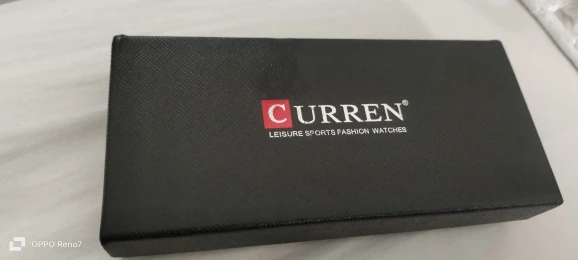 CURREN®
LEISURE SPORTS FASHION WATCHES
OPPO Reno7